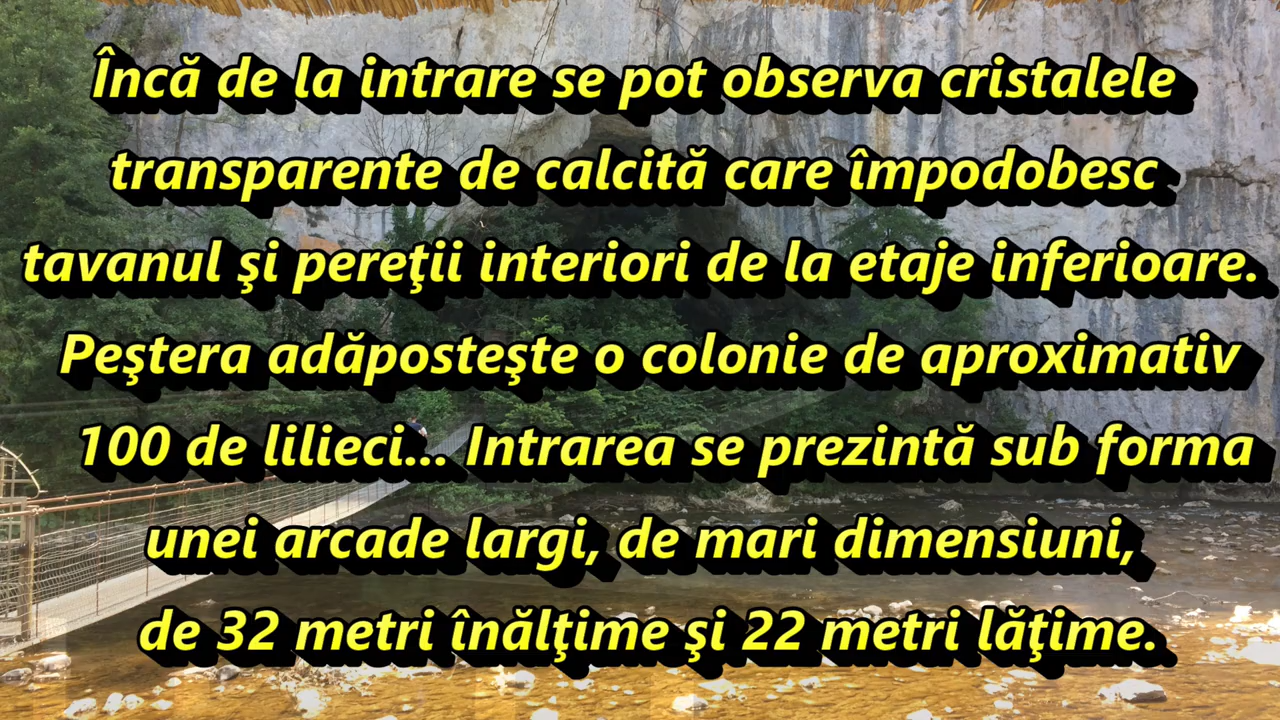 Încă de la intrare se pot observa cristalele
transparente de calcită care împodobesc
tavanul şi pereţii interiori de la etaje inferioare.
Peştera adăposteşte o colonie de aproximativ
100 de lilieci... Intrarea se prezintă sub forma
unei arcade largi, de mari dimensiuni,
de 32 metri înălţime şi 22 metri lăţime.